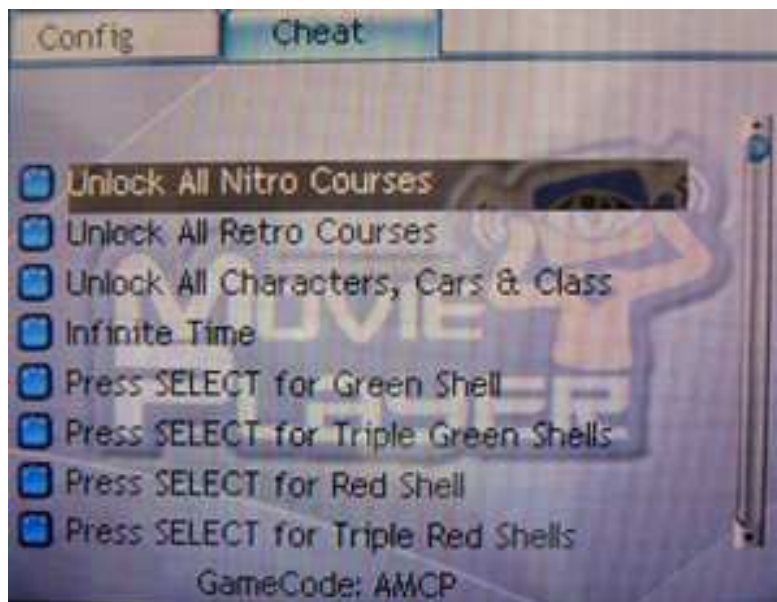 Config
Cheat
Unlock All Nitro Courses
Unlock All Retro Courses
Unlock All Characters, Cars & Class
Infinite Time
Press SELECT for Green Shell
Press SELECT for Triple Green Shells
Press SELECT for Red Shell
Press SELECT for Triple Red Shells
MOVIE
PLAYER
GameCode: AMCP